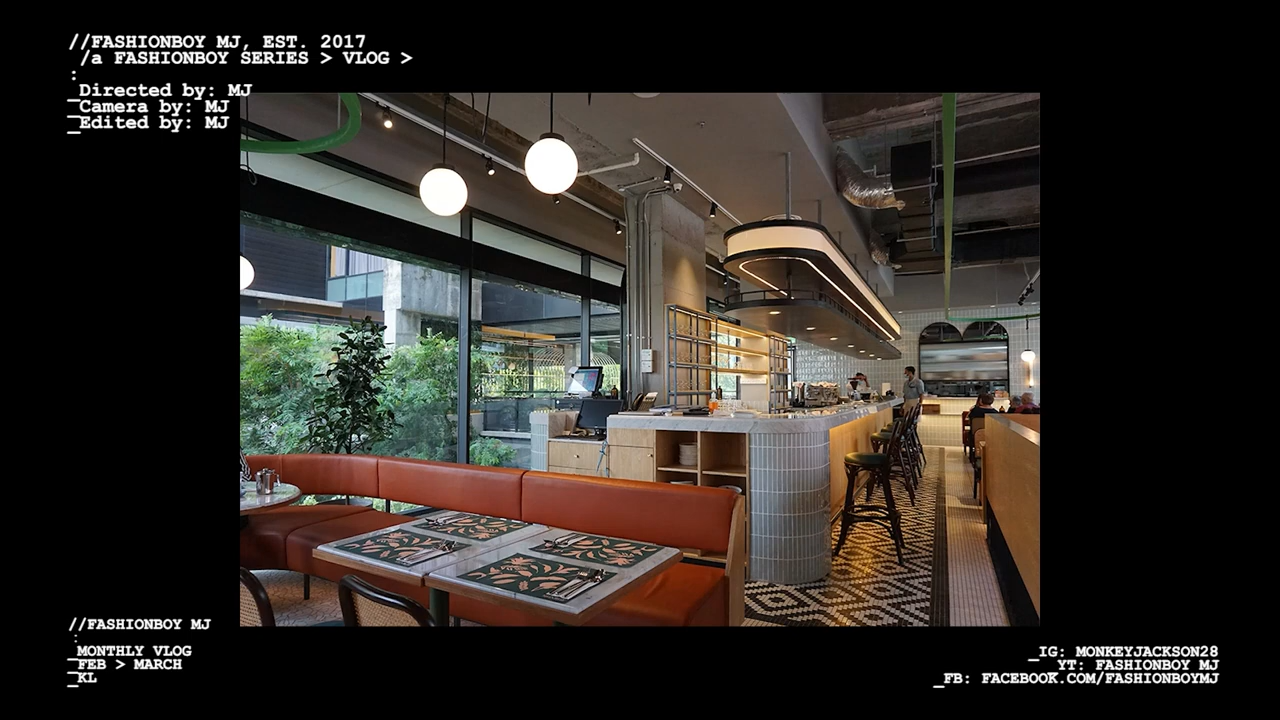 //FASHIONBOY MJ, EST. 2017
/a FASHIONBOY SERIES > VLOG >
:
_Directed by: MJ
_Camera by: MJ
_Edited by: MJ
//FASHIONBOY MJ
:
_MONTHLY VLOG
_FEB > MARCH
_KL
_IG: MONKEYJACKSON28
YT: FASHIONBOY MJ
_FB: FACEBOOK.COM/FASHIONBOYMJ